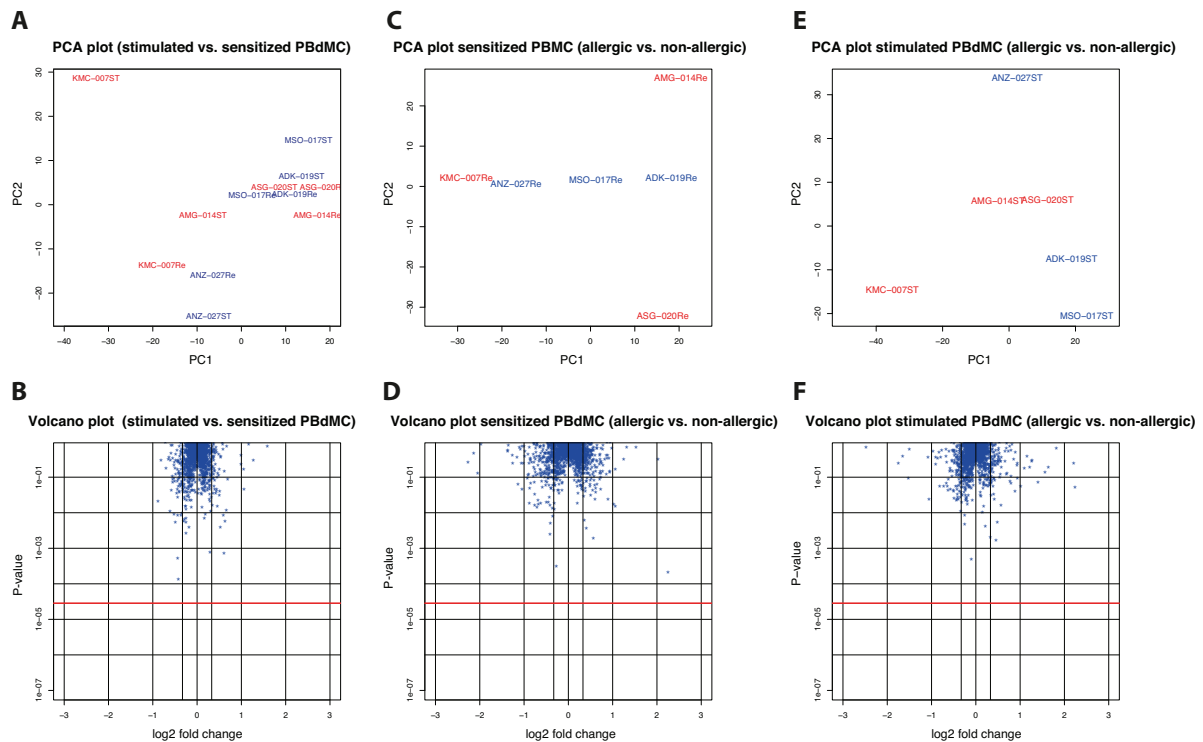 A
PCA plot (stimulated vs. sensitized PBdMC)
KMC−007ST
MSO−017ST
ADK−019ST
ASG−020ST
ASG−020R
MSO−017Re
ADK−019Re
AMG−014ST
AMG−014Re
KMC−007Re
ANZ−027Re
ANZ−027ST
30
20
10
0
−10
−20
PC2
−40
−30
−20
−10
0
10
20
PC1
C
PCA plot sensitized PBMC (allergic vs. non-allergic)
AMG−014Re
KMC−007Re
ANZ−027Re
MSO−017Re
ADK−019Re
ASG−020Re
20
10
0
−10
−20
−30
PC2
−30
−20
−10
0
10
20
PC1
E
PCA plot stimulated PBdMC (allergic vs. non-allergic)
ANZ−027ST
AMG−014ST
ASG−020ST
ADK−019ST
KMC−007ST
MSO−017ST
30
20
10
0
−10
−20
PC2
−40
−20
0
20
PC1
B
Volcano plot (stimulated vs. sensitized PBdMC)
1e−01
1e−03
1e−05
1e−07
P-value
−3
−2
−1
0
1
2
3
log2 fold change
D
Volcano plot sensitized PBdMC (allergic vs. non-allergic)
1e−01
1e−03
1e−05
1e−07
P-value
−3
−2
−1
0
1
2
3
log2 fold change
F
Volcano plot stimulated PBdMC (allergic vs. non-allergic)
1e−01
1e−03
1e−05
1e−07
P−value
−3
−2
−1
0
1
2
3
log2 fold change